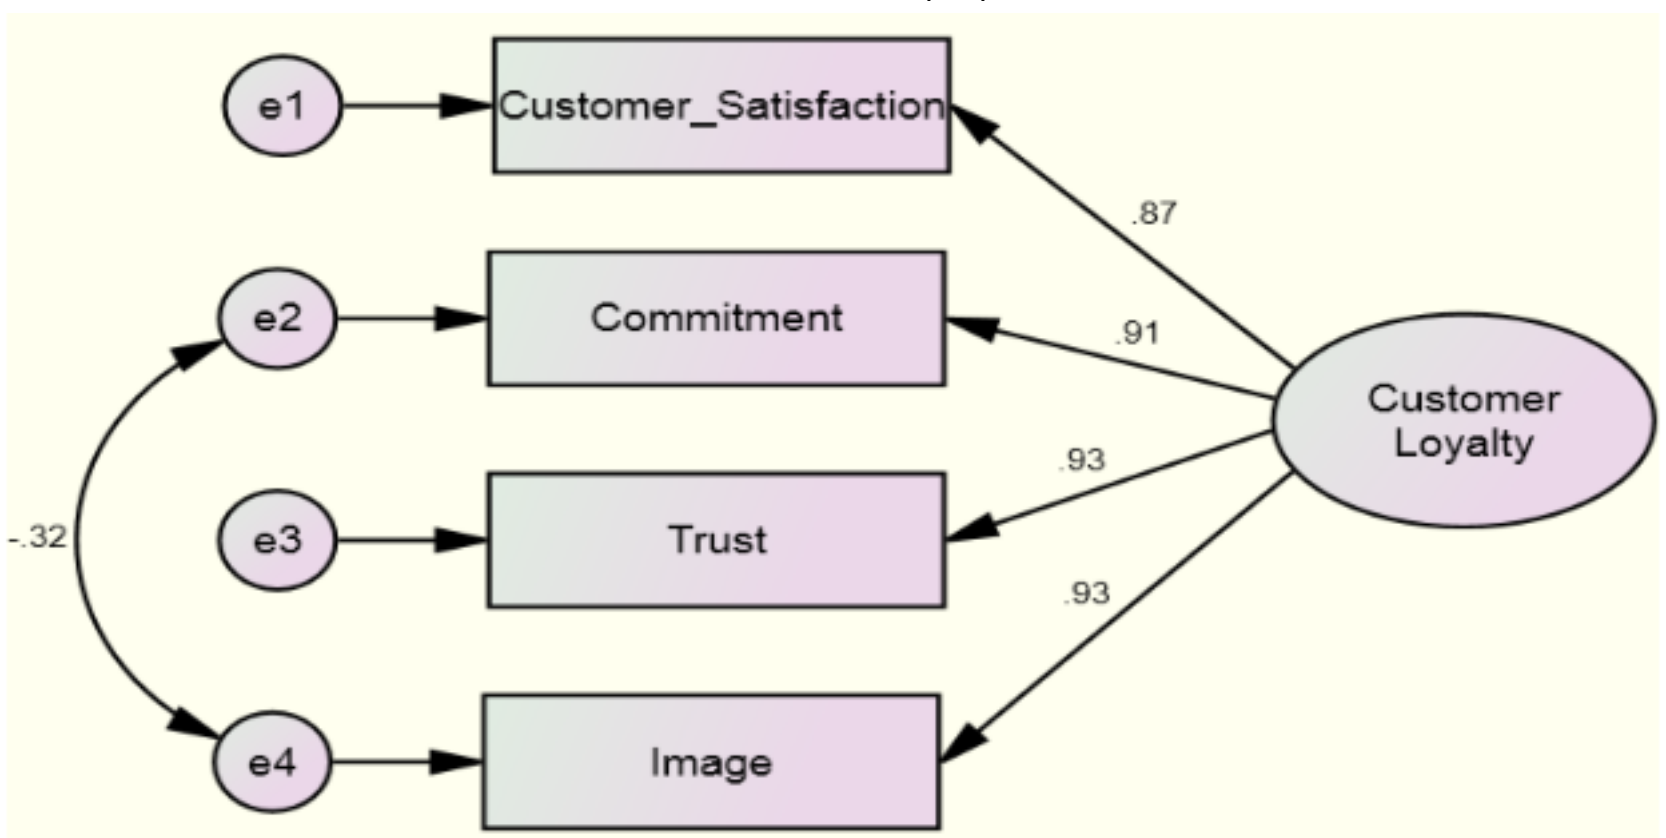 e1
Customer_Satisfaction
.87
e2
Commitment
.91
Customer
Loyalty
.93
-.32
e3
Trust
.93
e4
Image